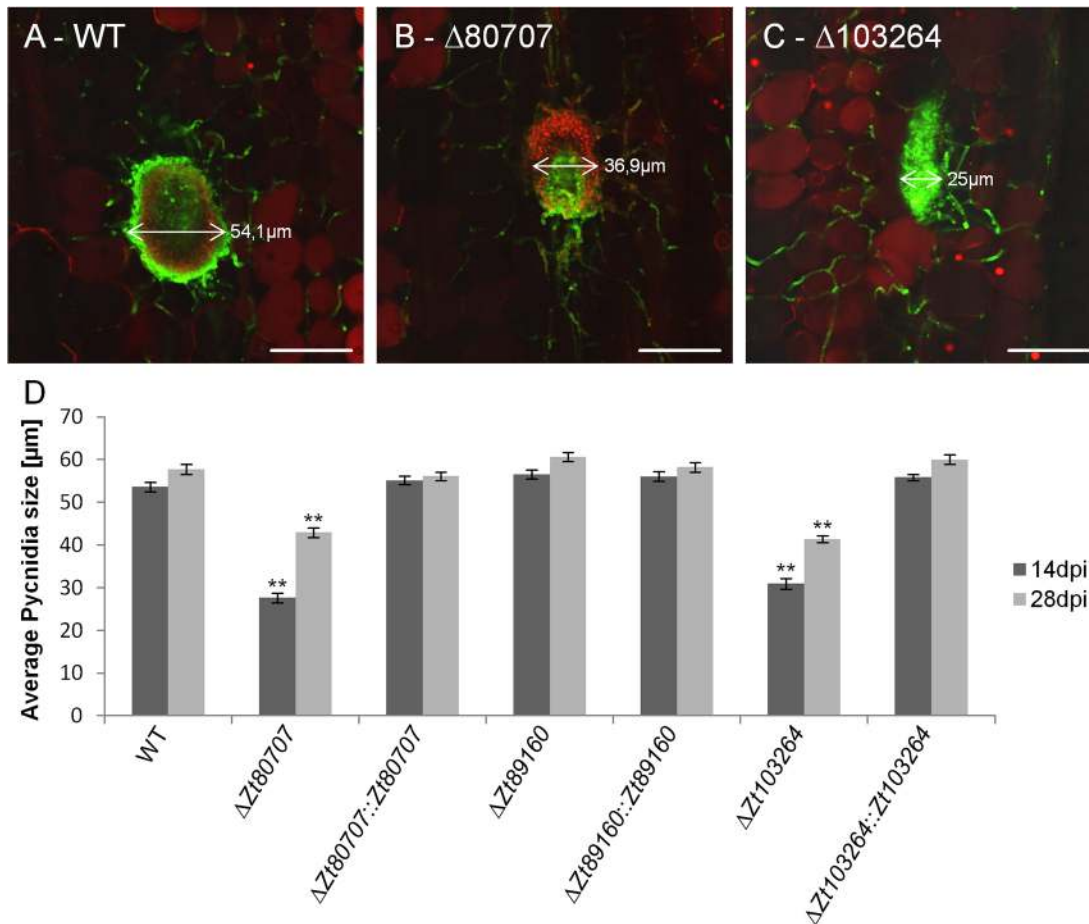 A - WT
B - Δ80707
C - Δ103264
54,1µm
36,9µm
25µm
D
Average Pycnidia size [µm]
70
60
50
40
30
20
10
0
**
**
**
**
14dpi
28dpi
WT
ΔZt80707
ΔZt80707::Zt80707
ΔZt89160
ΔZt89160::Zt89160
ΔZt103264
ΔZt103264::Zt103264